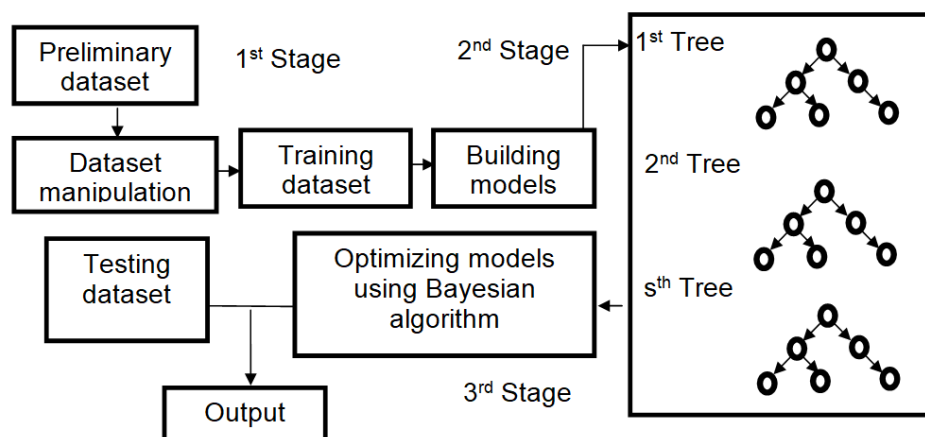 Preliminary
dataset
1st Stage
2nd Stage
1st Tree
Dataset
manipulation
Training
dataset
Building
models
2nd Tree
Testing
dataset
Optimizing models
using Bayesian
algorithm
sth Tree
3rd Stage
Output